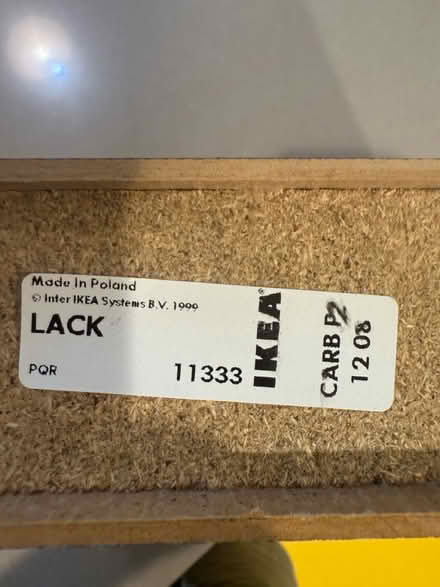 Made In Poland
© Inter IKEA Systems B.V. 1999
LACK
PQR
11333
IKEA®
CARB P2
12 08